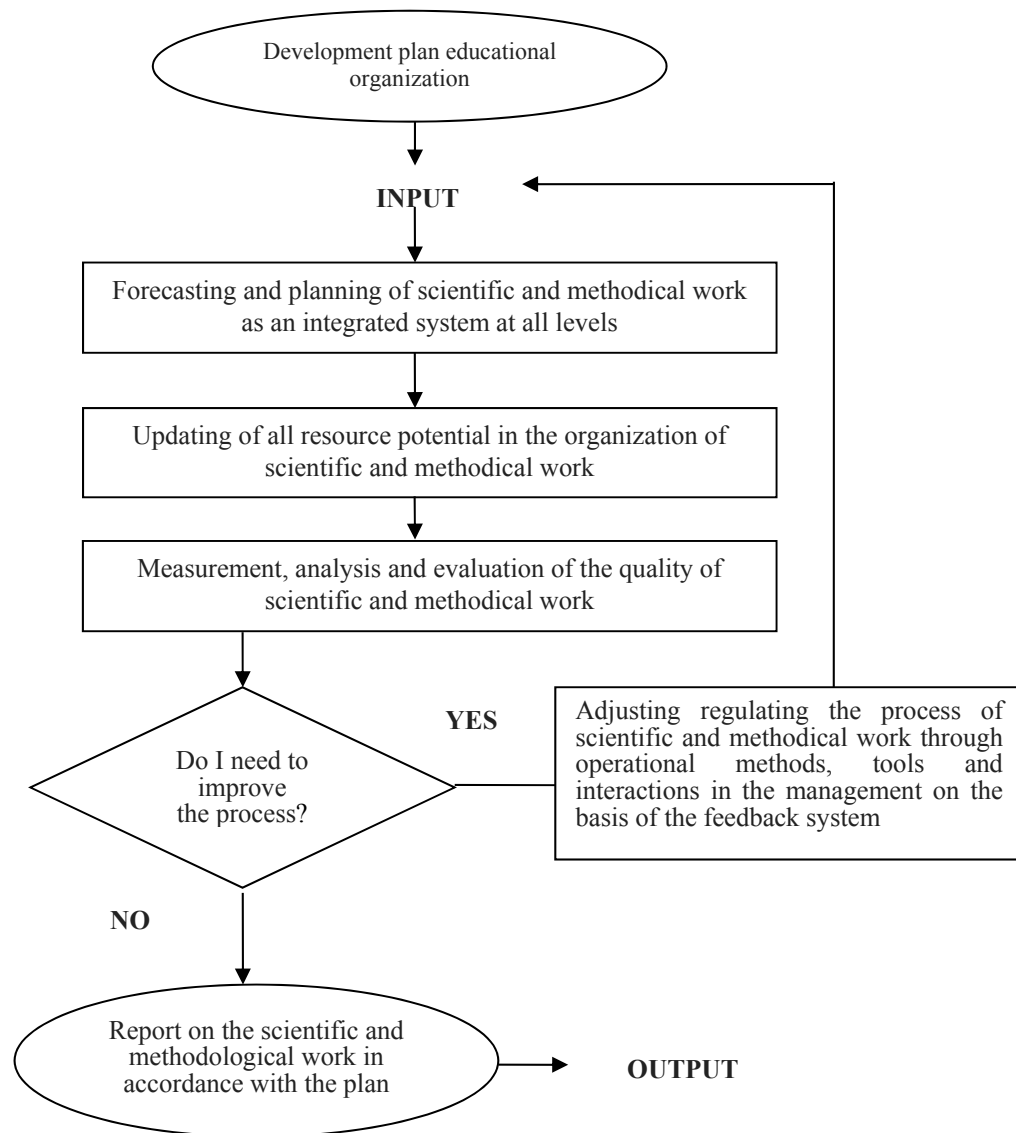 Development plan educational
organization
INPUT
Forecasting and planning of scientific and methodical work
as an integrated system at all levels
Updating of all resource potential in the organization of
scientific and methodical work
Measurement, analysis and evaluation of the quality of
scientific and methodical work
Do I need to
improve
the process?
YES
Adjusting regulating the process of
scientific and methodical work through
operational methods, tools and
interactions in the management on the
basis of the feedback system
NO
Report on the scientific and
methodological work in
accordance with the plan
OUTPUT